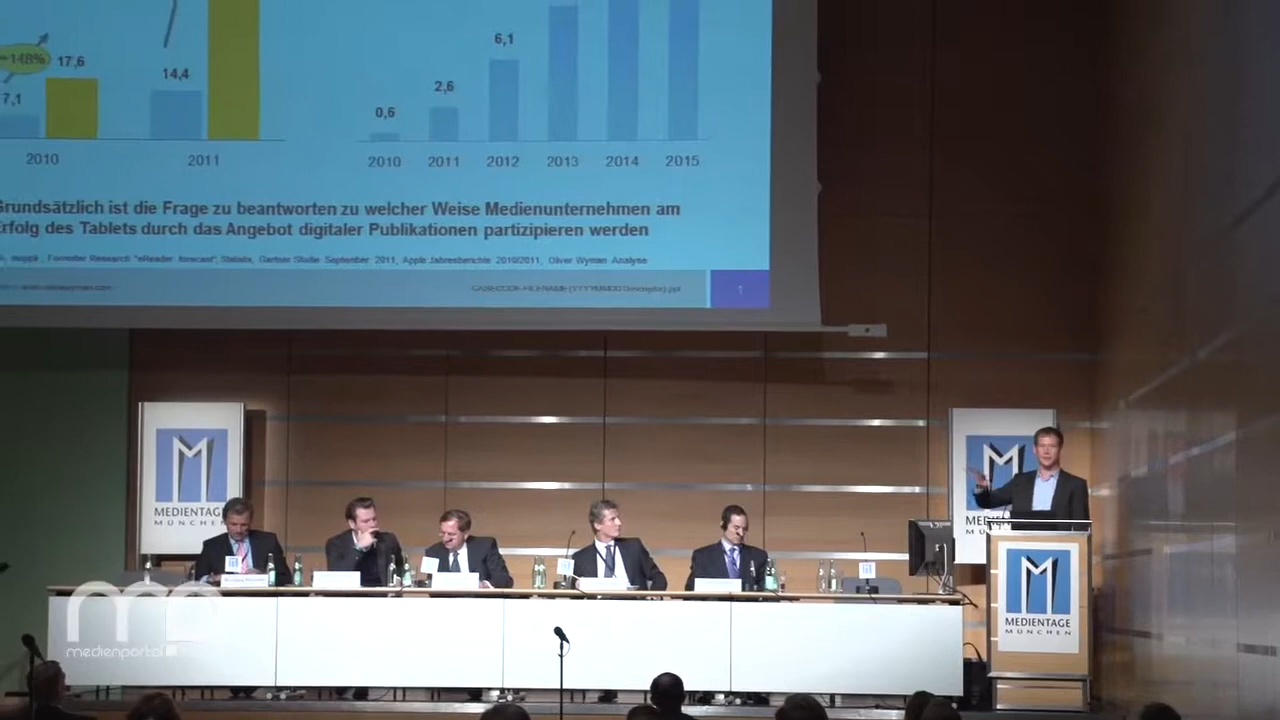 148%
17,6
7,1
14,4
2010
2011
6,1
2,6
0,6
2010 2011 2012 2013 2014 2015
Grundsätzlich ist die Frage zu beantworten zu welcher Weise Medienunternehmen am
Erfolg des Tablets durch das Angebot digitaler Publikationen partizipieren werden
Forrester Research "eReader forecast", Statista, Gartner Studie September 2011, Apple Jahresberichte 2010/2011, Oliver Wyman Analyse
1
M
MEDIENTAGE
MÜNCHEN
M
MEDIENTAGE
MÜNCHEN
medienportal